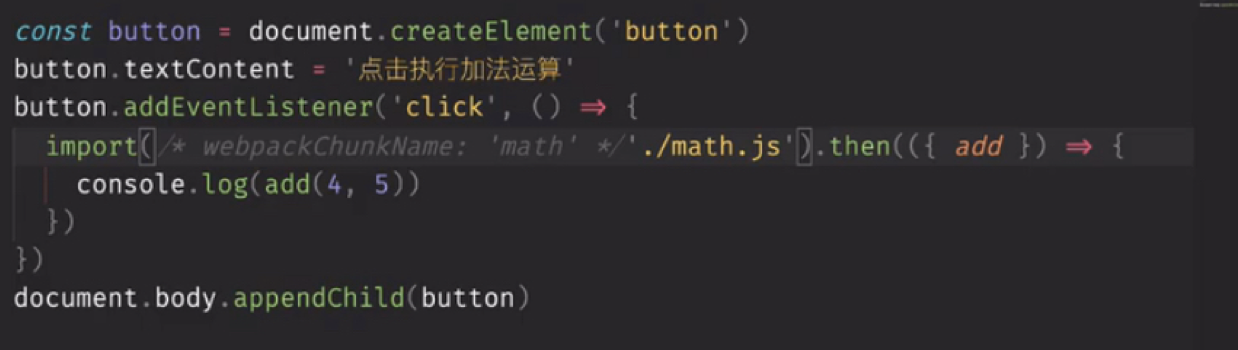 const button = document.createElement('button')
button.textContent = '点击执行加法运算'
button.addEventListener('click', () => {
  import(/* webpackChunkName: 'math' */'./math.js').then(({ add }) => {
    console.log(add(4, 5))
  })
})
document.body.appendChild(button)